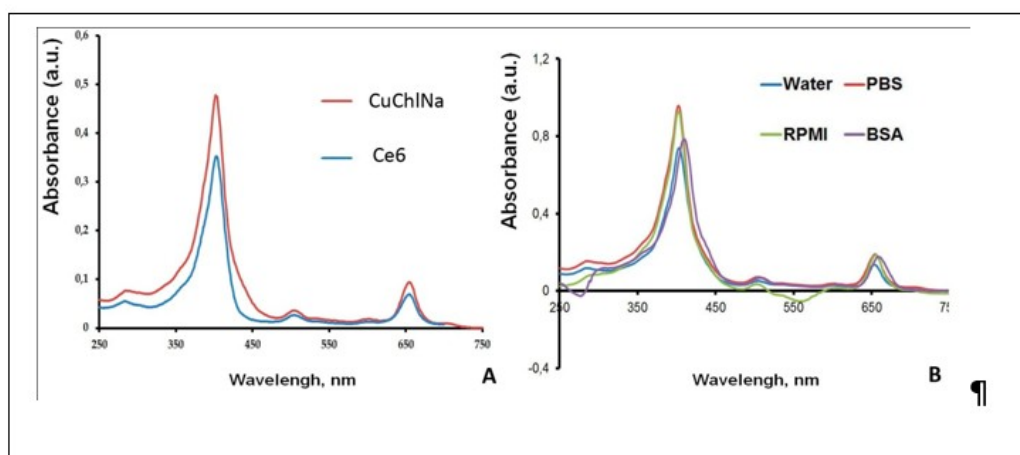 Absorbance (a.u.)
0,6
0,5
0,4
0,3
0,2
0,1
0
CuChlNa
Ce6
250 350 450 550 650 750
Wavelengh, nm
A
Absorbance (a.u.)
1,2
0,8
0,4
0
-0,4
Water PBS
RPMI BSA
250 350 450 550 650 75
Wavelengh, nm
B
¶